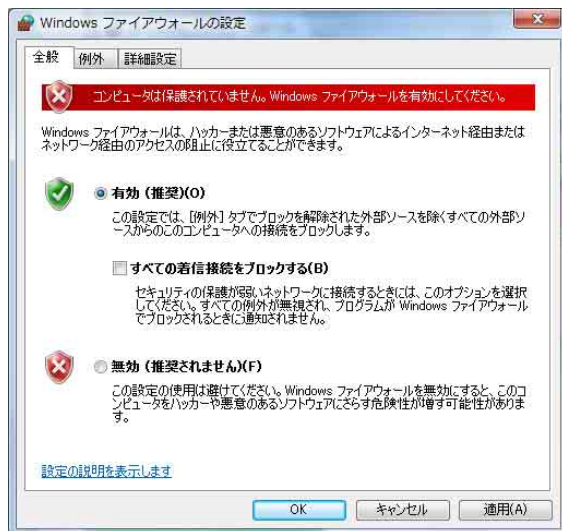 Windows ファイアウォールの設定
全般 例外 詳細設定
コンピュータは保護されていません。Windows ファイアウォールを有効にしてください。
Windows ファイアウォールは、ハッカーまたは悪意のあるソフトウェアによるインターネット経由または
ネットワーク経由のアクセスの阻止に役立てることができます。
有効 (推奨)(O)
この設定では、[例外] タブでブロックを解除された外部ソースを除くすべての外部ソ
ースからのこのコンピュータへの接続をブロックします。
すべての着信接続をブロックする(B)
セキュリティの保護が弱いネットワークに接続するときには、このオプションを選択
してください。すべての例外が無視され、プログラムが Windows ファイアウォール
でブロックされるときに通知されません。
無効 (推奨されません)(F)
この設定の使用は避けてください。Windows ファイアウォールを無効にすると、このコ
ンピュータをハッカーや悪意のあるソフトウェアにさらす危険性が増す可能性がありま
す。
設定の説明を表示します
OK キャンセル 適用(A)